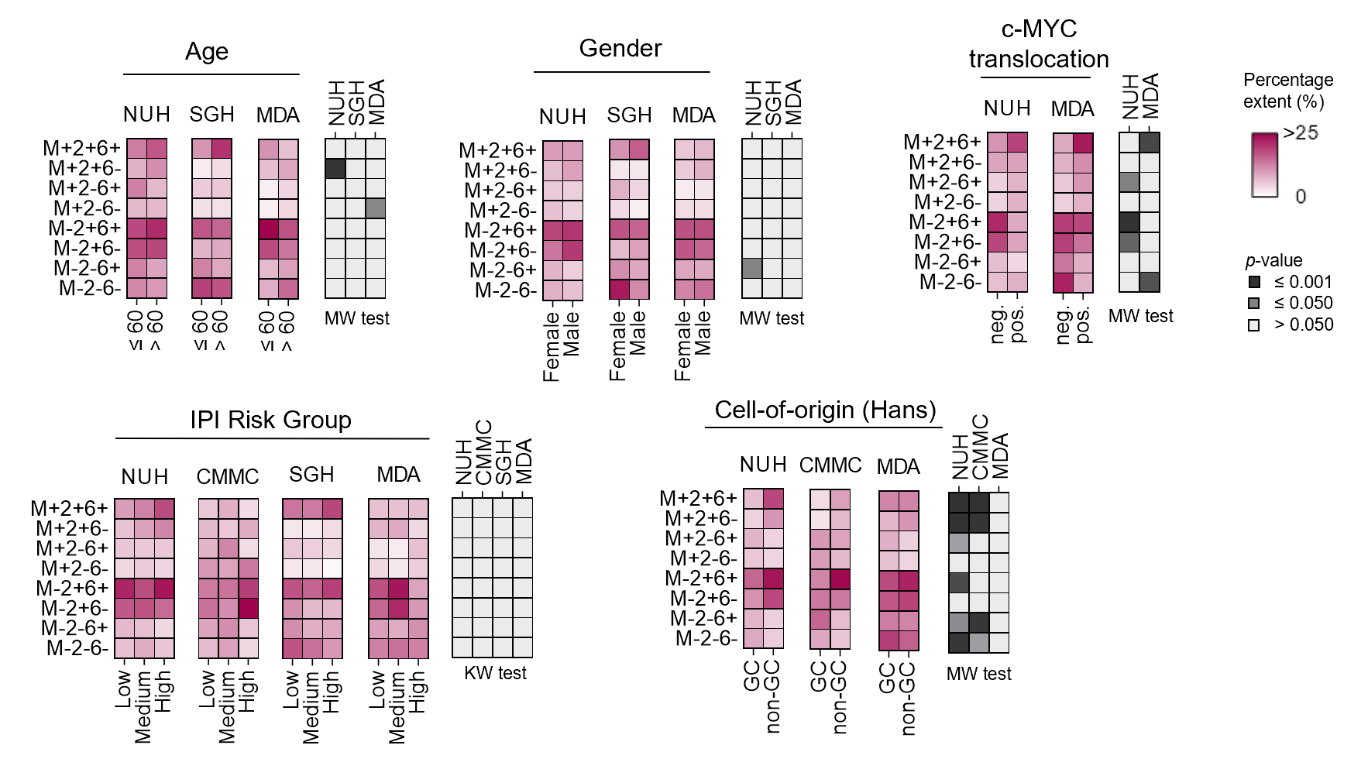 Age
NUH SGH MDA
NUH
SGH
MDA
M+2+6+
M+2+6-
M+2-6+
M+2-6-
M-2+6+
M-2+6-
M-2-6+
M-2-6-
≤ 60
> 60
≤ 60
> 60
≤ 60
> 60
MW test
Gender
NUH SGH MDA
NUH
SGH
MDA
M+2+6+
M+2+6-
M+2-6+
M+2-6-
M-2+6+
M-2+6-
M-2-6+
M-2-6-
Female
Male
Female
Male
Female
Male
MW test
c-MYC
translocation
NUH MDA
NUH
MDA
M+2+6+
M+2+6-
M+2-6+
M+2-6-
M-2+6+
M-2+6-
M-2-6+
M-2-6-
neg.
pos.
neg.
pos.
MW test
Percentage
extent (%)
>25
0
p-value
≤ 0.001
≤ 0.050
> 0.050
IPI Risk Group
NUH CMMC SGH MDA
NUH
CMMC
SGH
MDA
M+2+6+
M+2+6-
M+2-6+
M+2-6-
M-2+6+
M-2+6-
M-2-6+
M-2-6-
Low
Medium
High
Low
Medium
High
Low
Medium
High
Low
Medium
High
KW test
Cell-of-origin (Hans)
NUH CMMC MDA
NUH
CMMC
MDA
M+2+6+
M+2+6-
M+2-6+
M+2-6-
M-2+6+
M-2+6-
M-2-6+
M-2-6-
GC
non-GC
GC
non-GC
GC
non-GC
MW test